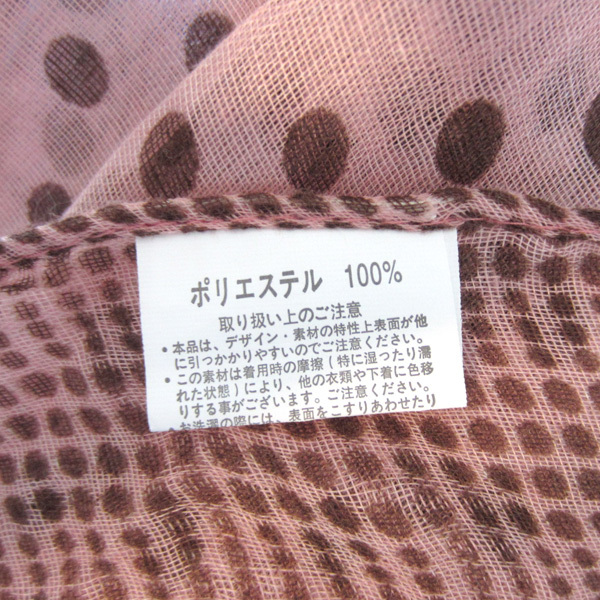 ポリエステル 100%
取り扱い上のご注意
・本品は、デザイン・素材の特性上表面が他
に引っかかりやすいのでご注意ください。
・この素材は着用時の摩擦(特に湿ったり濡
れた状態)により、他の衣類や下着に色移
りする事がございます。ご注意ください。
・お洗濯の際には、表面をこすりあわせたり